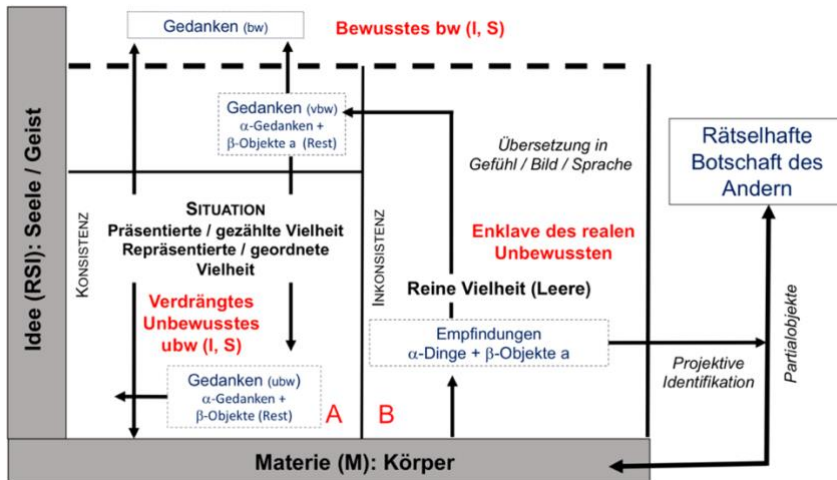 Gedanken (bw)
Bewusstes bw (I, S)
Gedanken (vbw)
α-Gedanken +
β-Objekte a (Rest)
Übersetzung in
Gefühl / Bild / Sprache
Rätselhafte
Botschaft des
Andern
Idee (RSI): Seele / Geist
KONSISTENZ
SITUATION
Präsentierte / gezählte Vielheit
Repräsentierte / geordnete
Vielheit
INKONSISTENZ
Enklave des realen
Unbewussten
Reine Vielheit (Leere)
Verdrängtes
Unbewusstes
ubw (I, S)
Empfindungen
α-Dinge + β-Objekte a
Projektive
Identifikation
Partialobjekte
Gedanken (ubw)
α-Gedanken +
β-Objekte (Rest)
A
B
Materie (M): Körper